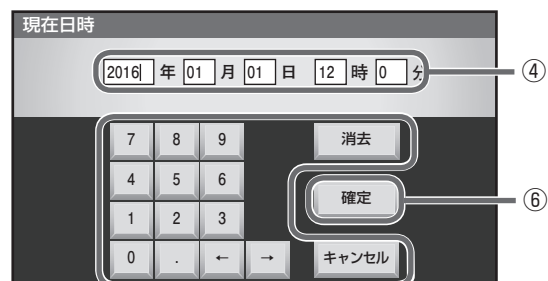 現在日時
2016 年 01 月 01 日 12 時 0 分 ④
7 8 9 消去
4 5 6
確定 ⑥
1 2 3
0 . ← → キャンセル